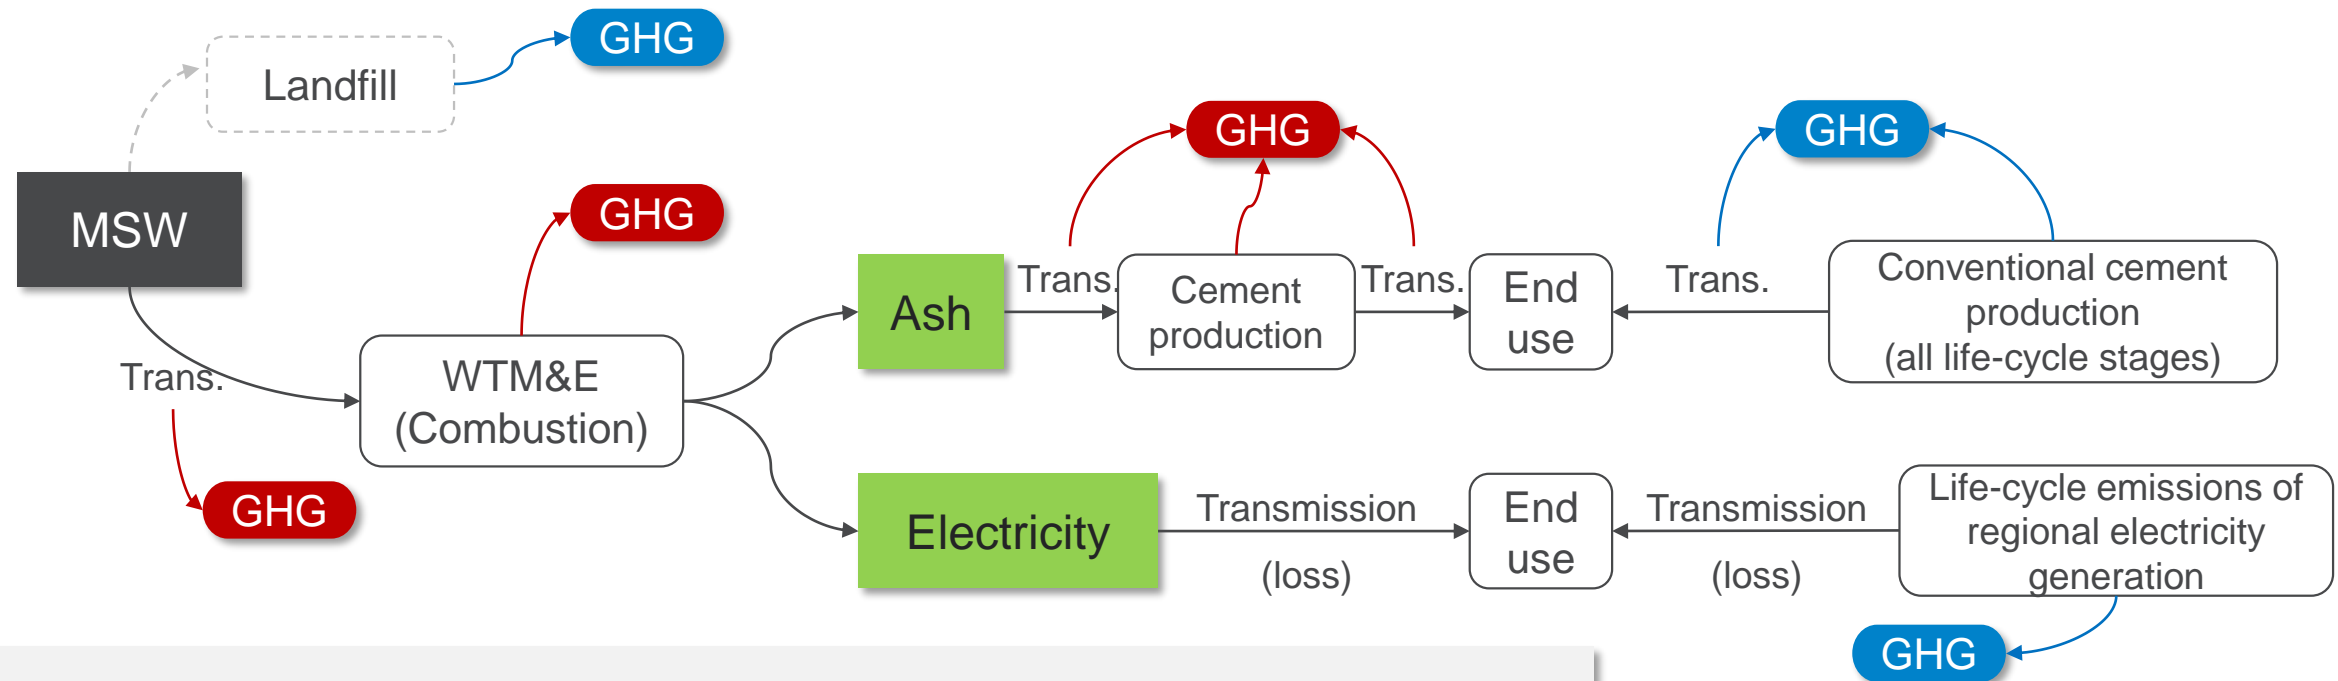 GHG
Landfill
GHG
GHG
MSW
GHG
Trans.
Cement
production
Trans.
End
use
Trans.
Conventional cement
production
(all life-cycle stages)
Ash
Trans.
WTM&E
(Combustion)
GHG
Electricity
Transmission
(loss)
End
use
Transmission
(loss)
Life-cycle emissions of
regional electricity
generation
GHG